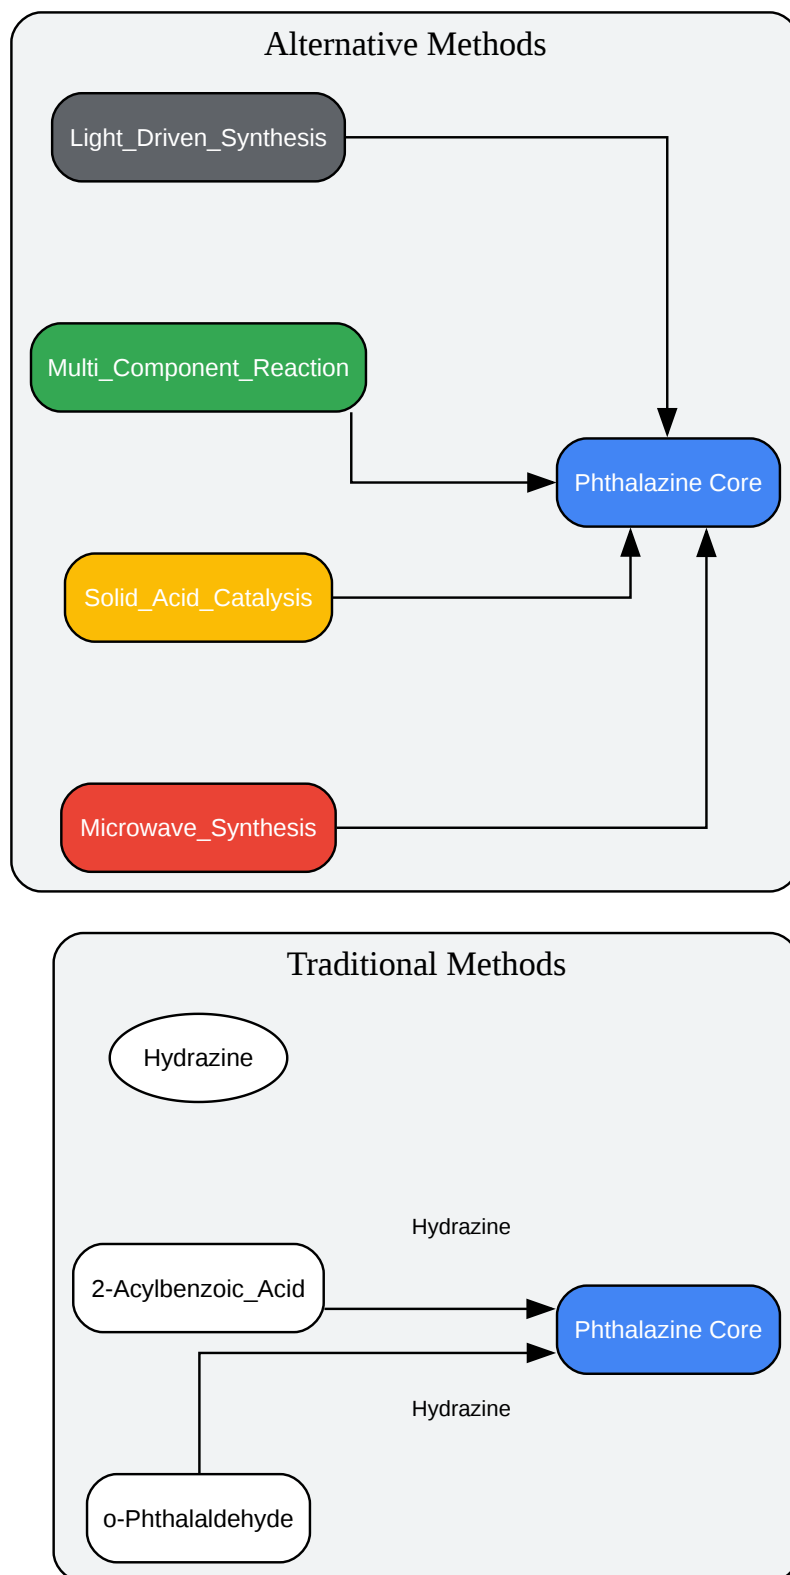 Alternative Methods
Light_Driven_Synthesis
Multi_Component_Reaction
Phthalazine Core
Solid_Acid_Catalysis
Microwave_Synthesis
Traditional Methods
Hydrazine
Hydrazine
2-Acylbenzoic_Acid
Phthalazine Core
Hydrazine
o-Phthalaldehyde